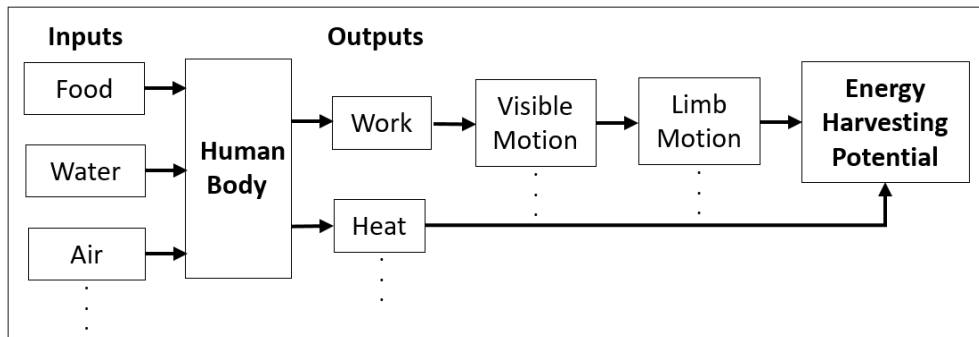 Inputs
Outputs
Food
Water
Air
Human
Body
Work
Heat
Visible
Motion
Limb
Motion
Energy
Harvesting
Potential